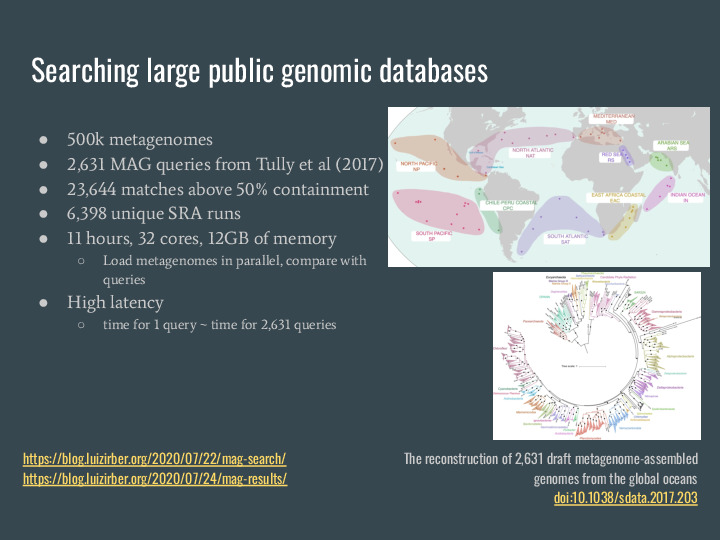 Searching large public genomic databases
● 500k metagenomes
● 2,631 MAG queries from Tully et al (2017)
● 23,644 matches above 50% containment
● 6,398 unique SRA runs
● 11 hours, 32 cores, 12GB of memory
○ Load metagenomes in parallel, compare with
queries
● High latency
○ time for 1 query ~ time for 2,631 queries
MEDITERRANEAN
MED
NORTH ATLANTIC
NAT
ARABIAN SEA
ARS
RED SEA
RS
NORTH PACIFIC
NP
CHILE-PERU COASTAL
CPC
EAST AFRICA COASTAL
EAC
INDIAN OCEAN
IN
SOUTH PACIFIC
SP
SOUTH ATLANTIC
SAT
https://blog.luizirber.org/2020/07/22/mag-search/
https://blog.luizirber.org/2020/07/24/mag-results/
The reconstruction of 2,631 draft metagenome-assembled
genomes from the global oceans
doi:10.1038/sdata.2017.203